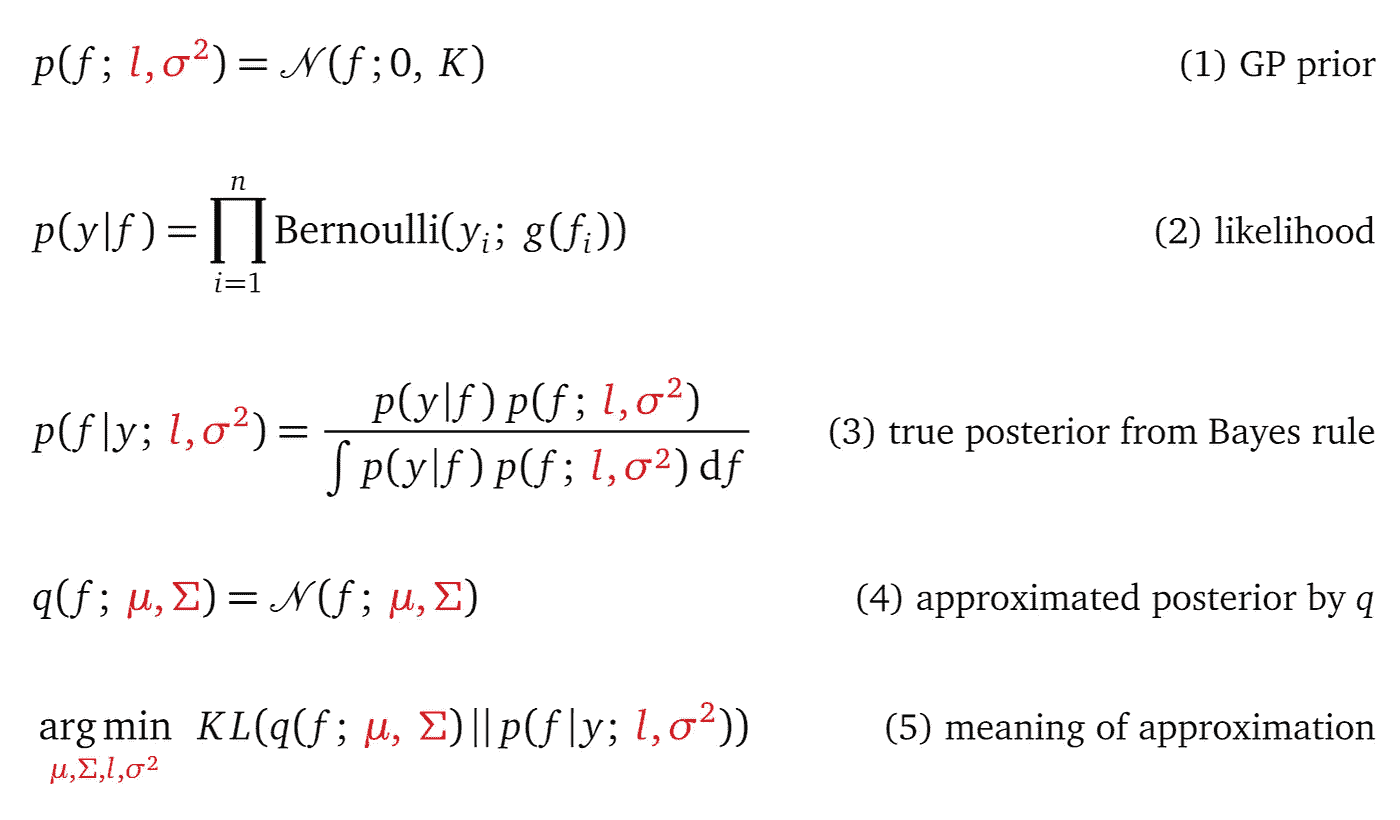 p(f; l, σ²) = 𝒩(f; 0, K) (1) GP prior
p(y|f) = ∏_{i=1}^{n} Bernoulli(y_i; g(f_i)) (2) likelihood
p(f|y; l, σ²) = \frac{p(y|f) p(f; l, σ²)}{∫ p(y|f) p(f; l, σ²) df} (3) true posterior from Bayes rule
q(f; μ, Σ) = 𝒩(f; μ, Σ) (4) approximated posterior by q
arg min_{μ,Σ,l,σ²} KL(q(f; μ, Σ)||p(f|y; l, σ²)) (5) meaning of approximation